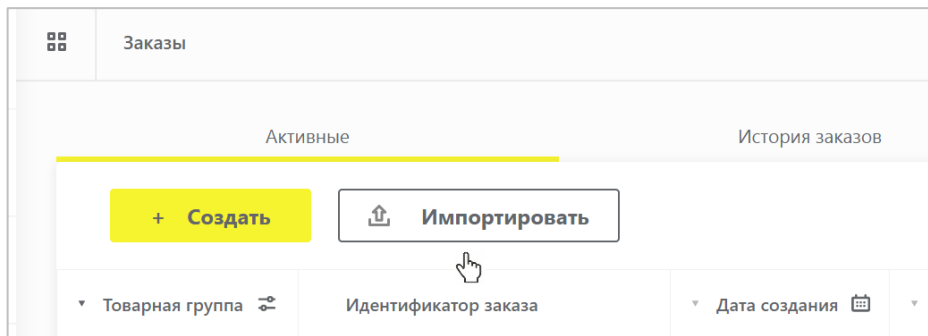 Заказы
Активные
История заказов
+ Создать
Импортировать
Товарная группа
Идентификатор заказа
Дата создания